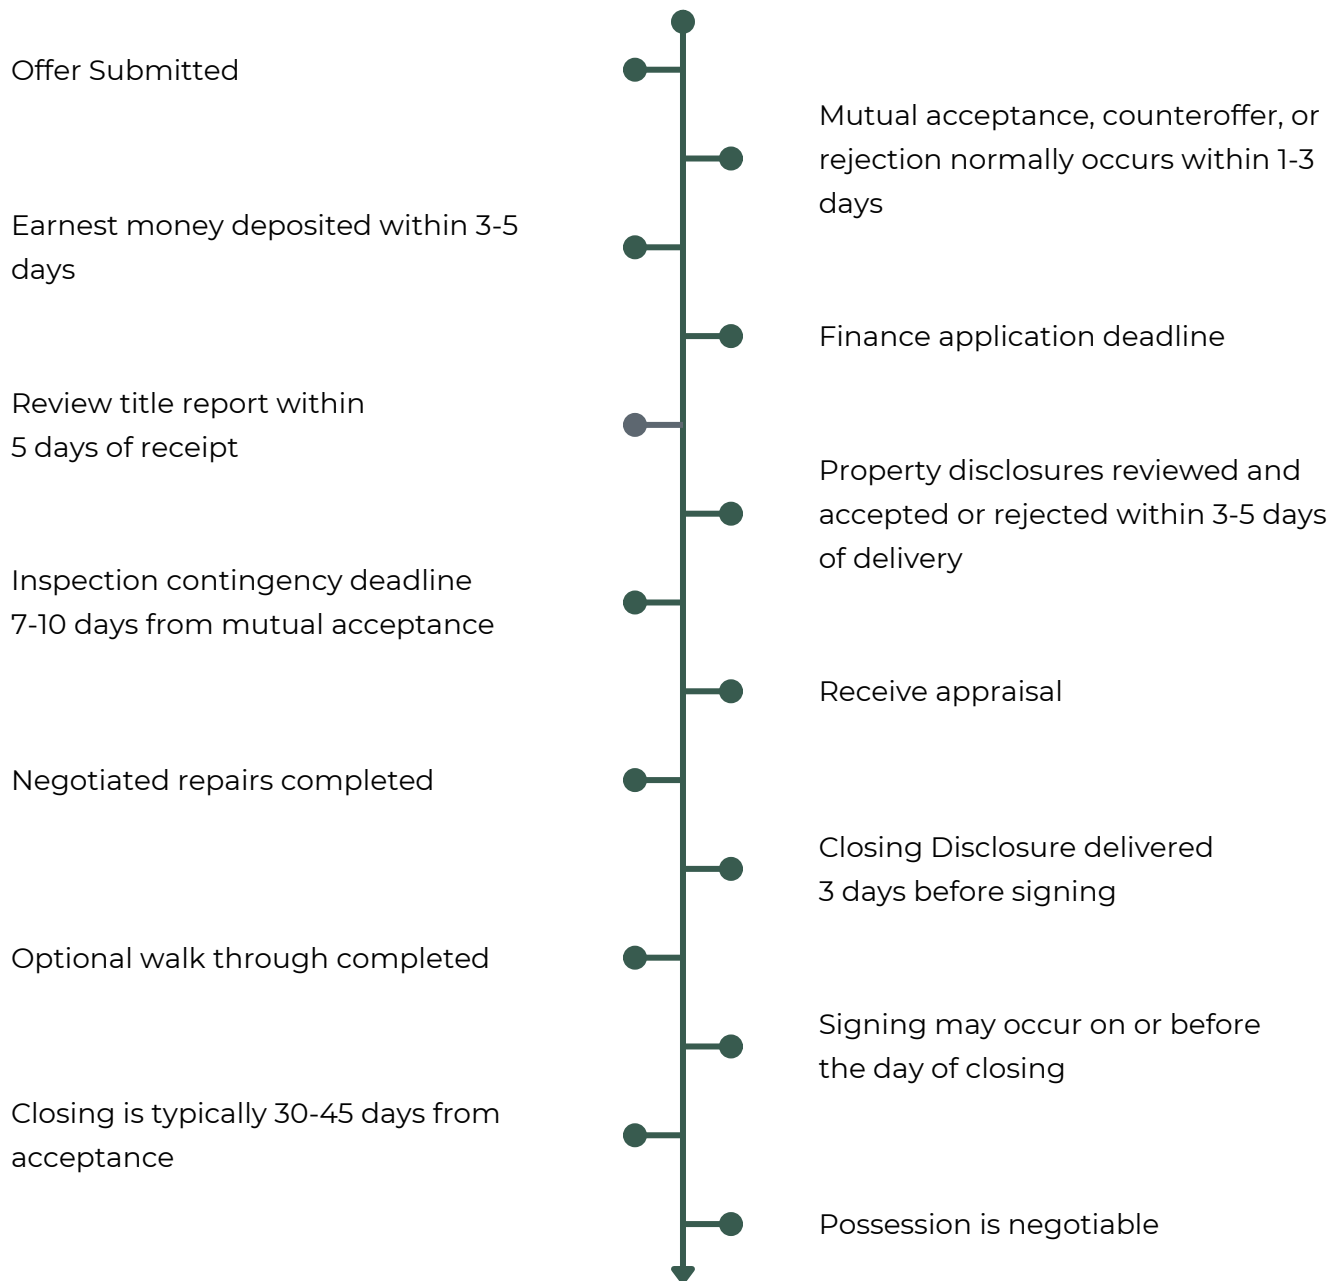 Offer Submitted
Mutual acceptance, counteroffer, or
rejection normally occurs within 1-3
days
Earnest money deposited within 3-5
days
Finance application deadline
Review title report within
5 days of receipt
Property disclosures reviewed and
accepted or rejected within 3-5 days
of delivery
Inspection contingency deadline
7-10 days from mutual acceptance
Receive appraisal
Negotiated repairs completed
Closing Disclosure delivered
3 days before signing
Optional walk through completed
Signing may occur on or before
the day of closing
Closing is typically 30-45 days from
acceptance
Possession is negotiable